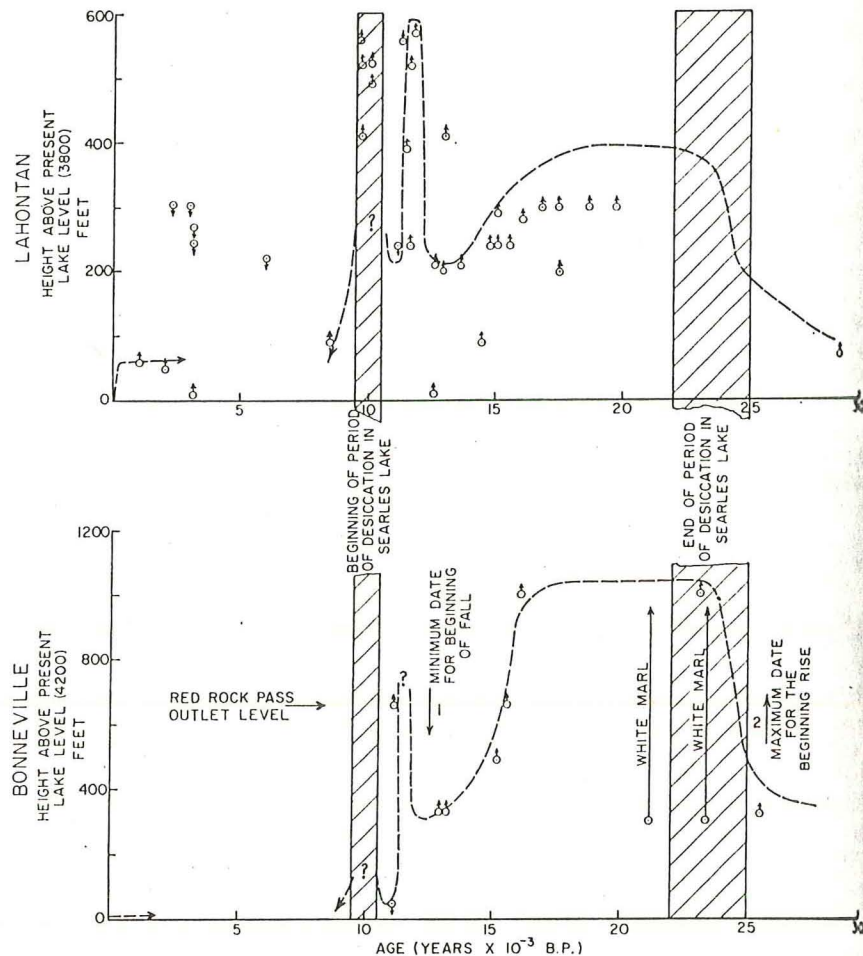 600
400
200
0
LAHONTAN
HEIGHT ABOVE PRESENT
LAKE LEVEL (3800)
FEET
?
5
10
15
20
25
BEGINNING OF PERIOD
OF DESICCATION IN
SEARLES LAKE
END OF PERIOD
OF DESICCATION IN
SEARLES LAKE
1200
800
400
0
BONNEVILLE
HEIGHT ABOVE PRESENT
LAKE LEVEL (4200)
FEET
RED ROCK PASS
OUTLET LEVEL
?
?
1
MINIMUM DATE
FOR BEGINNING
OF FALL
WHITE MARL
WHITE MARL
2
MAXIMUM DATE
FOR THE
BEGINNING RISE
5
10
15
20
25
AGE (YEARS X 10⁻³ B.P.)